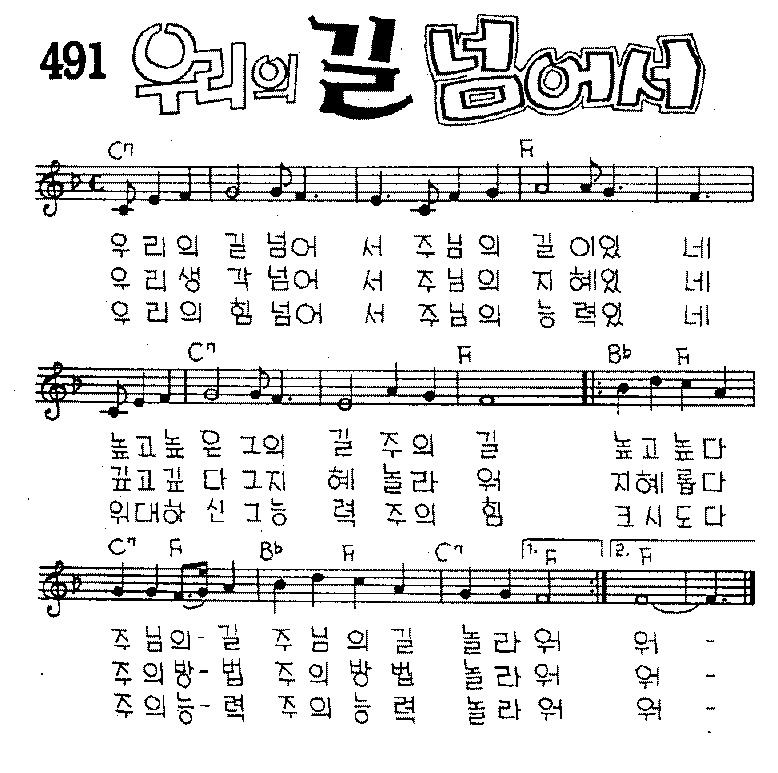 491 우리의 길 넘어서
C7 F
우리의 길 넘어 서 주님의 길이있 네
우리생 각넘어 서 주님의 지혜있 네
우리의 힘넘어 서 주님의 능력있 네
C7 F Bb F
높고높 은그의 길 주의 길 높고높다
깊고깊 다그지 혜 놀라 워 지혜롭다
위대하 신그능 력 주의 힘 크시도다
C7 F Bb F C7 1. F 2. F
주님의-길 주님의길 놀라워 워 -
주의방-법 주의방법 놀라워 워 -
주의능-력 주의능력 놀라워 워 -